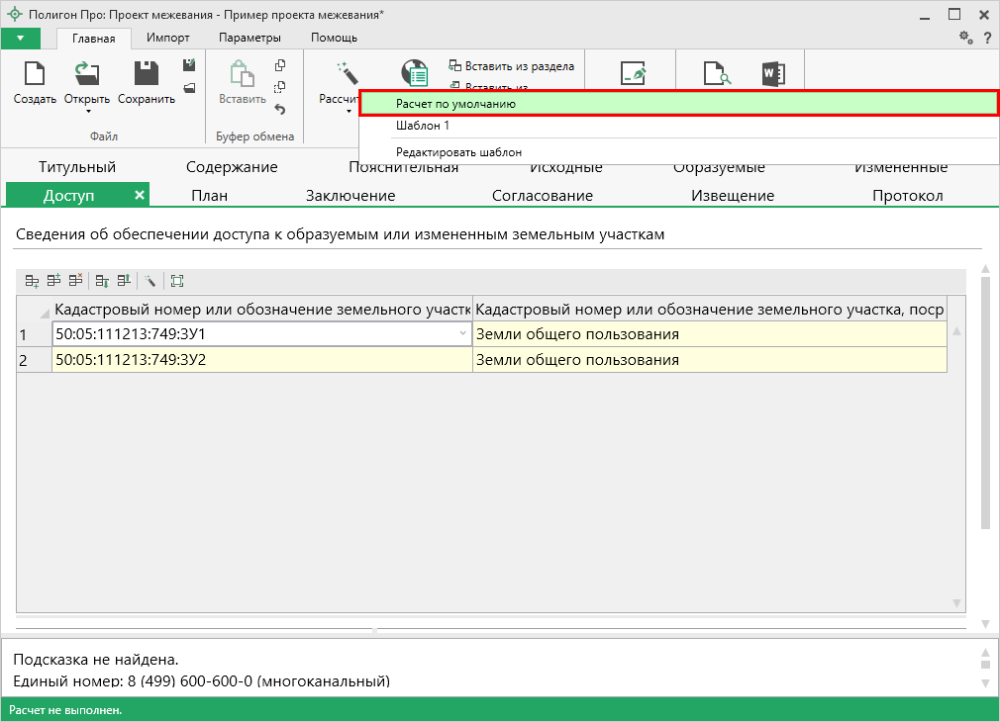 Полигон Про: Проект межевания - Пример проекта межевания*
Главная
Импорт
Параметры
Помощь
?
Создать
Открыть
Сохранить
Файл
Вставить
Буфер обмена
Вставить из раздела
Вставить из
Расчет по умолчанию
Шаблон 1
Редактировать шаблон
Титульный
Содержание
Пояснительная
Исходные
Образуемые
Измененные
Доступ
План
Заключение
Согласование
Извещение
Протокол
Сведения об обеспечении доступа к образуемым или измененным земельным участкам
Кадастровый номер или обозначение земельного участк
Кадастровый номер или обозначение земельного участка, поср
1
50:05:111213:749:ЗУ1
Земли общего пользования
2
50:05:111213:749:ЗУ2
Земли общего пользования
Подсказка не найдена.
Единый номер: 8 (499) 600-600-0 (многоканальный)
Расчет не выполнен.